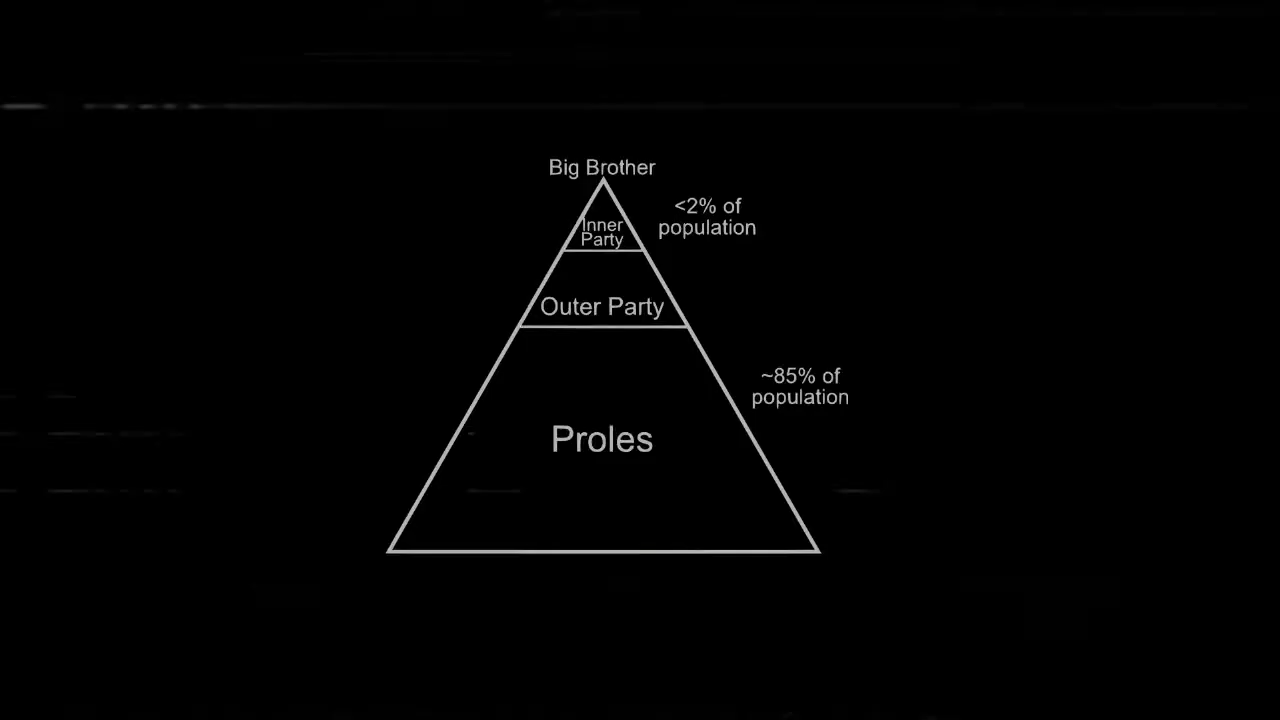 Big Brother
<2% of
population
Inner
Party
Outer Party
~85% of
population
Proles